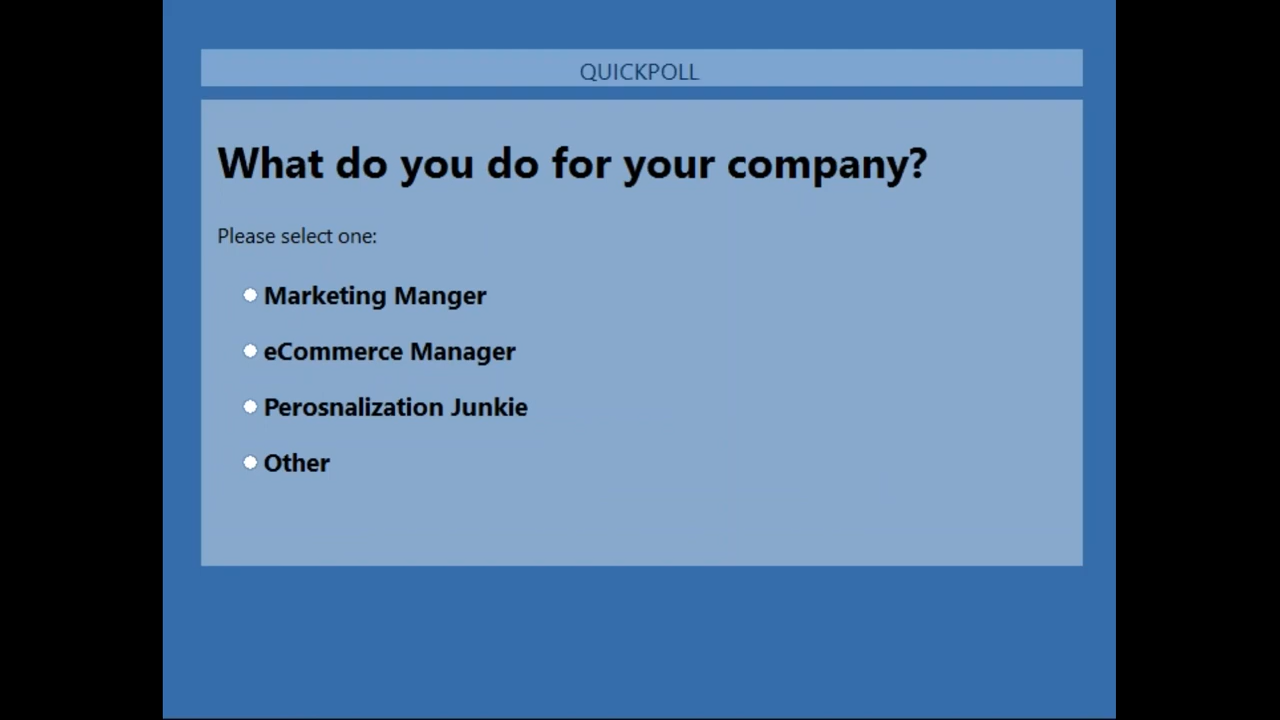 QUICKPOLL
What do you do for your company?
Please select one:
Marketing Manger
eCommerce Manager
Perosnalization Junkie
Other